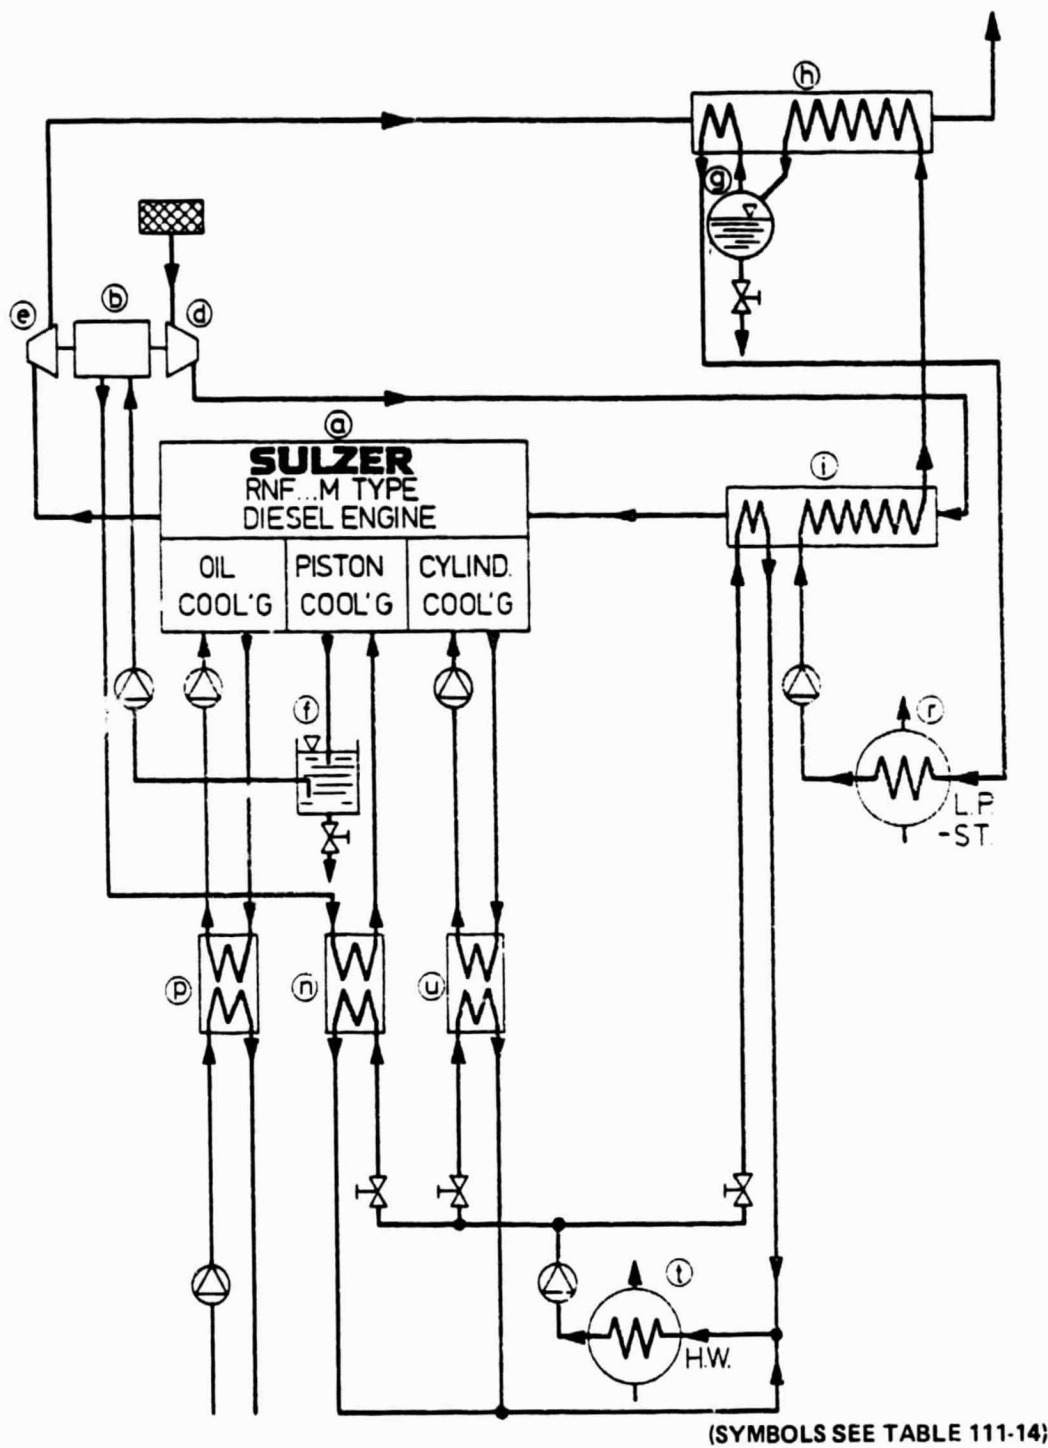 h
g
e
b
d
a
SULZER
RNF...M TYPE
DIESEL ENGINE
i
OIL
COOL'G
PISTON
COOL'G
CYLIND.
COOL'G
f
r
L.P.
-ST.
p
n
u
t
H.W.
(SYMBOLS SEE TABLE 111-14)